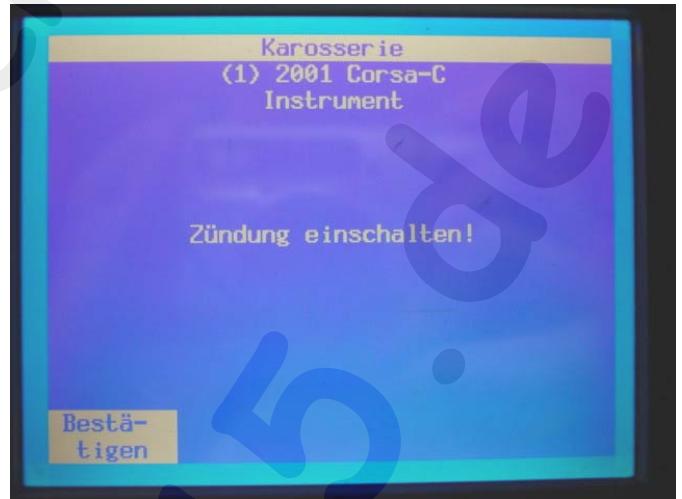 Karosserie
(1) 2001 Corsa-C
Instrument
Zündung einschalten!
Bestä-
tigen